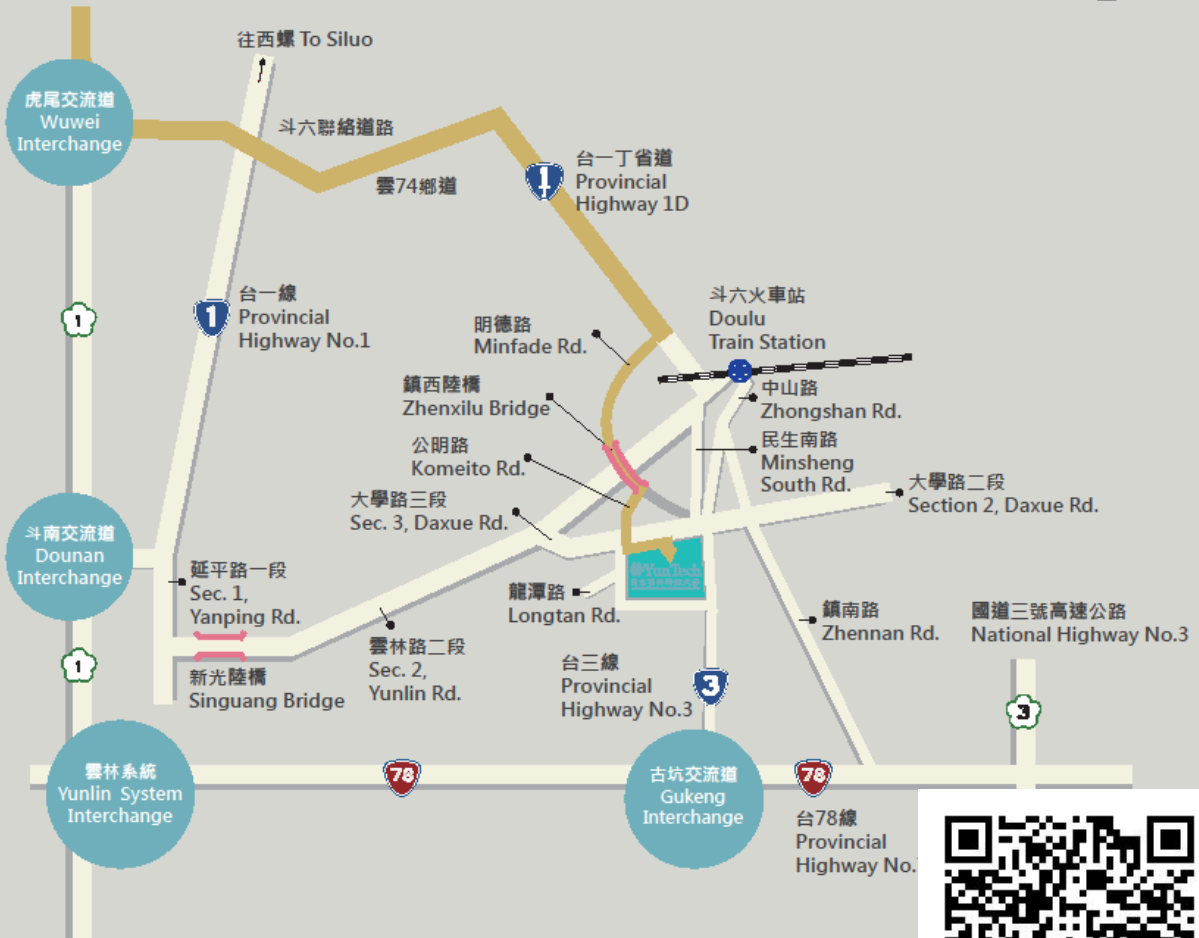 往西螺 To Siluo
虎尾交流道
Wuwei
Interchange
斗六聯絡道路
雲74鄉道
1
台一丁省道
Provincial
Highway 1D
1
1
台一線
Provincial
Highway No.1
明德路
Minfade Rd.
斗六火車站
Doulu
Train Station
鎮西陸橋
Zhenxilu Bridge
中山路
Zhongshan Rd.
公明路
Komeito Rd.
民生南路
Minsheng
South Rd.
大學路三段
Sec. 3, Daxue Rd.
大學路二段
Section 2, Daxue Rd.
斗南交流道
Dounan
Interchange
延平路一段
Sec. 1,
Yanping Rd.
YunTech
龍潭路
Longtan Rd.
鎮南路
Zhennan Rd.
國道三號高速公路
National Highway No.3
1
新光陸橋
Singuang Bridge
雲林路二段
Sec. 2,
Yunlin Rd.
台三線
Provincial
Highway No.3
3
3
雲林系統
Yunlin System
Interchange
78
古坑交流道
Gukeng
Interchange
78
台78線
Provincial
Highway No.